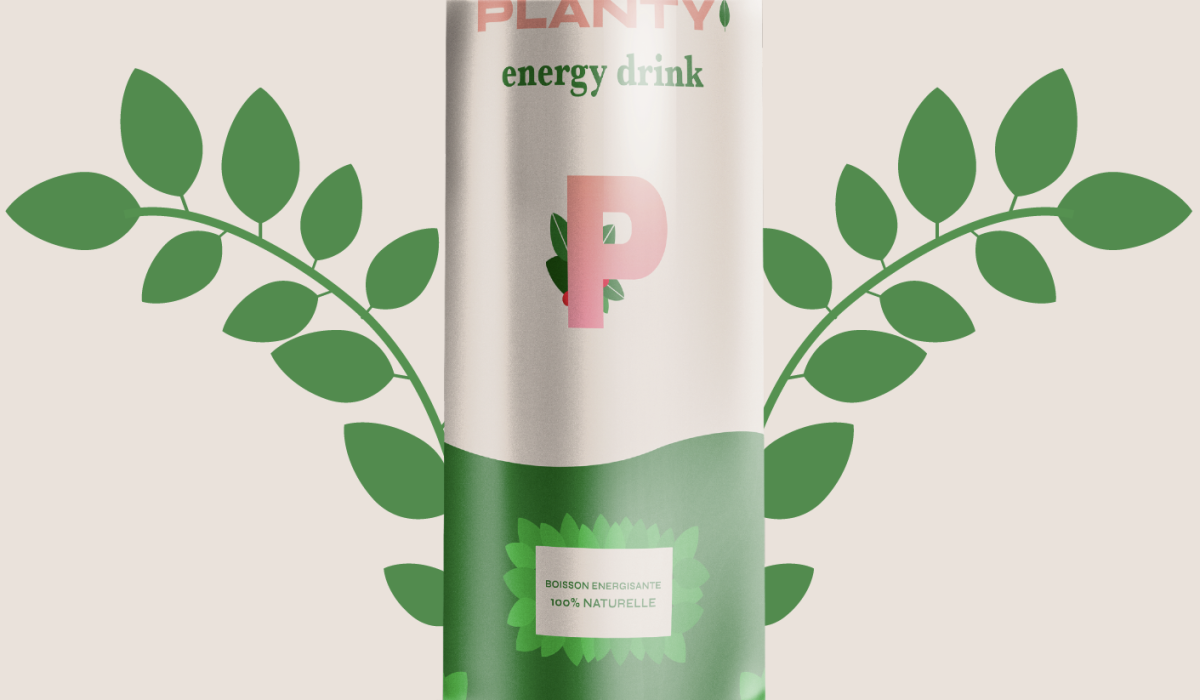 PLANTY
energy drink
P
BOISSON ENERGISANTE
100% NATURELLE